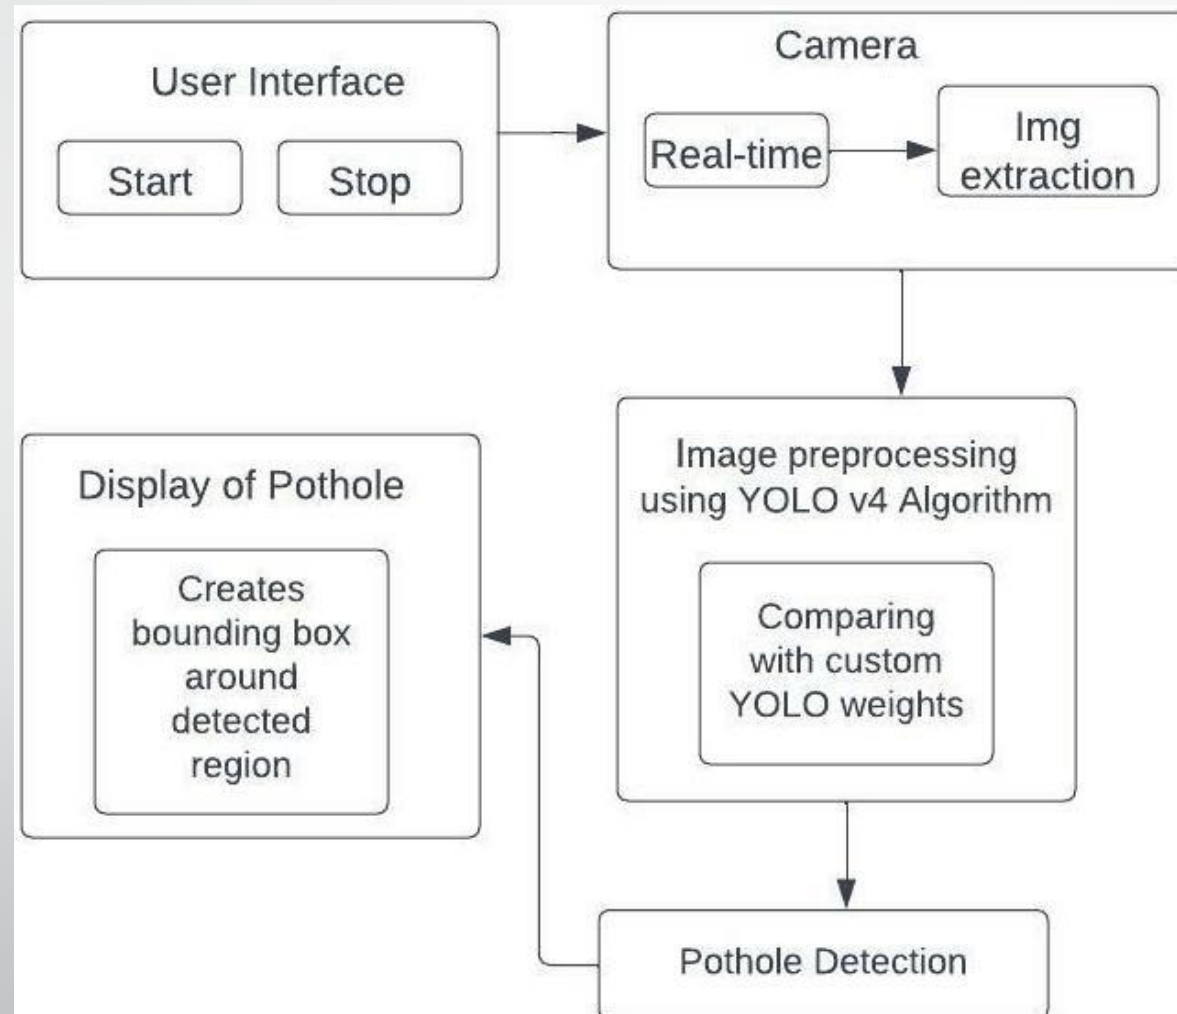 User Interface
Start
Stop
Camera
Real-time
Img
extraction
Image preprocessing
using YOLO v4 Algorithm
Comparing
with custom
YOLO weights
Pothole Detection
Display of Pothole
Creates
bounding box
around
detected
region